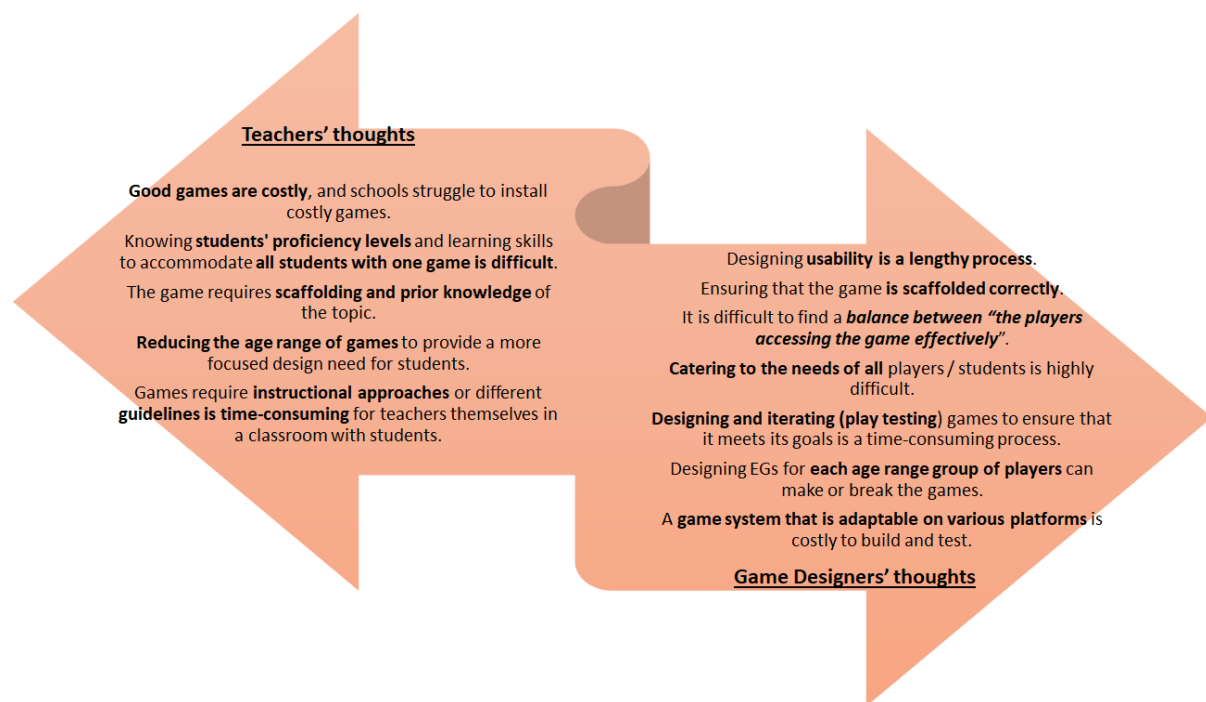 Teachers’ thoughts
Good games are costly, and schools struggle to install
costly games.
Knowing students' proficiency levels and learning skills
to accommodate all students with one game is difficult.
The game requires scaffolding and prior knowledge of
the topic.
Reducing the age range of games to provide a more
focused design need for students.
Games require instructional approaches or different
guidelines is time-consuming for teachers themselves in
a classroom with students.
Designing usability is a lengthy process.
Ensuring that the game is scaffolded correctly.
It is difficult to find a balance between “the players
accessing the game effectively”.
Catering to the needs of all players / students is highly
difficult.
Designing and iterating (play testing) games to ensure that
it meets its goals is a time-consuming process.
Designing EGs for each age range group of players can
make or break the games.
A game system that is adaptable on various platforms is
costly to build and test.
Game Designers’ thoughts